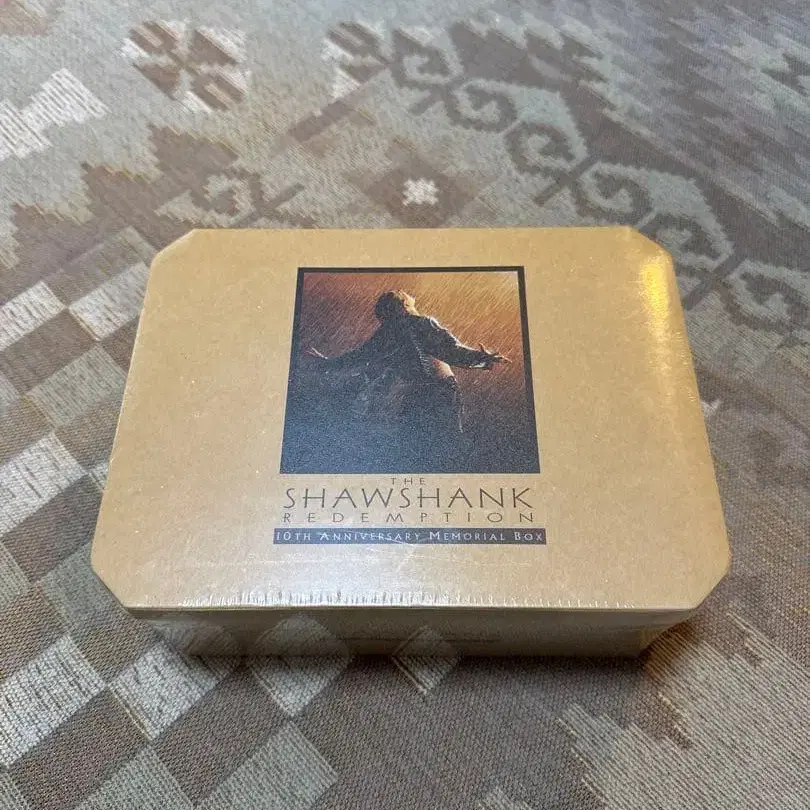 THE
SHAWSHANK
REDEMPTION
10TH ANNIVERSARY MEMORIAL BOX